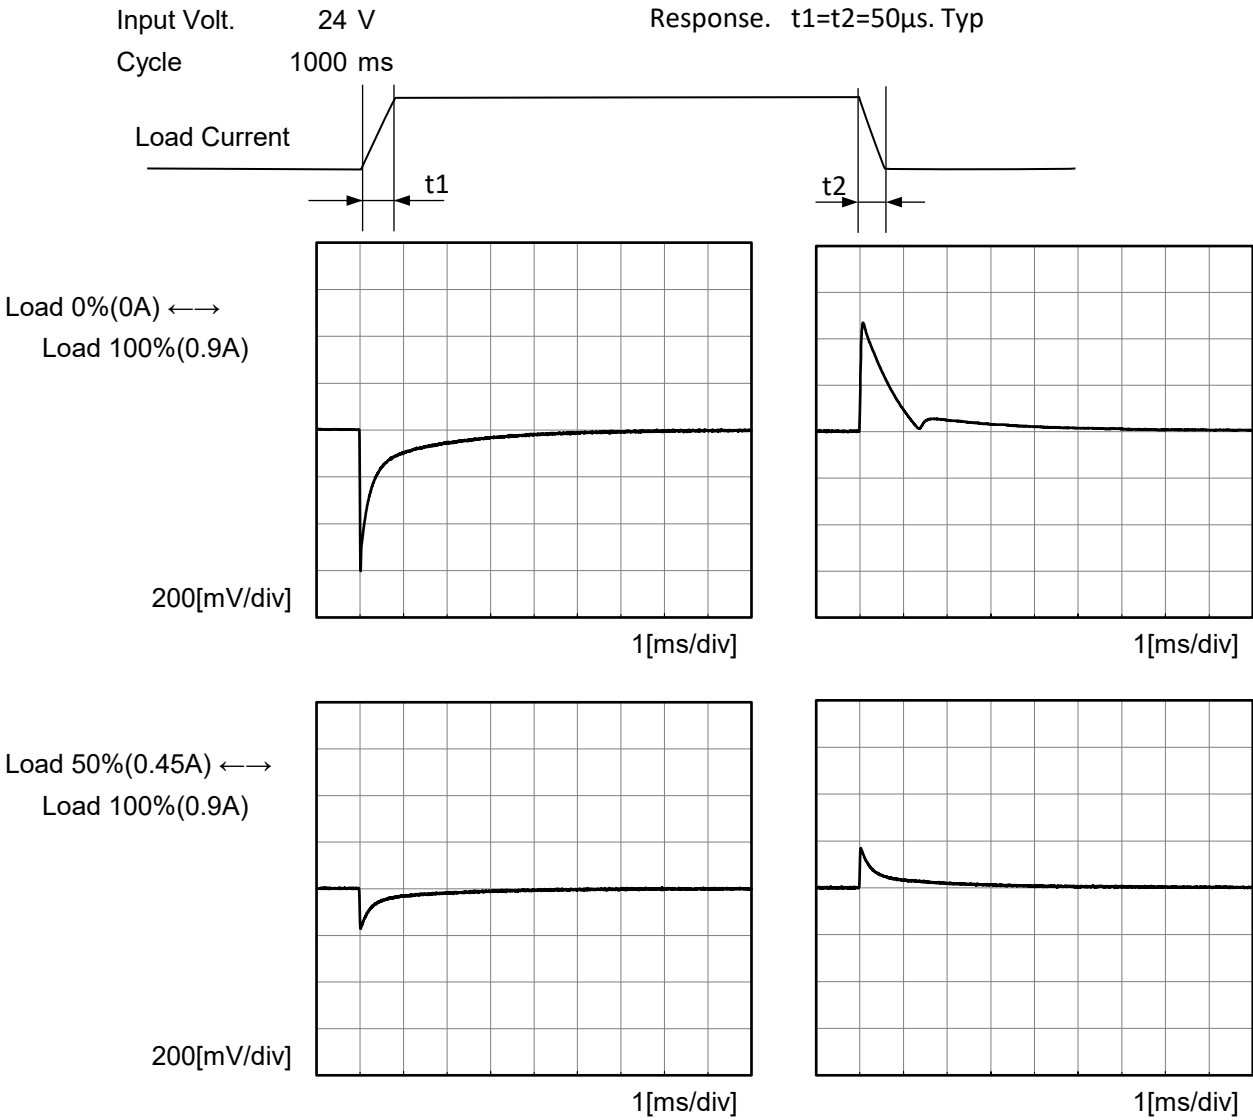 Input Volt. 24 V
Response. t1=t2=50µs. Typ
Cycle 1000 ms
Load Current
t1
t2
Load 0%(0A) ←→
Load 100%(0.9A)
200[mV/div]
1[ms/div]
1[ms/div]
Load 50%(0.45A) ←→
Load 100%(0.9A)
200[mV/div]
1[ms/div]
1[ms/div]